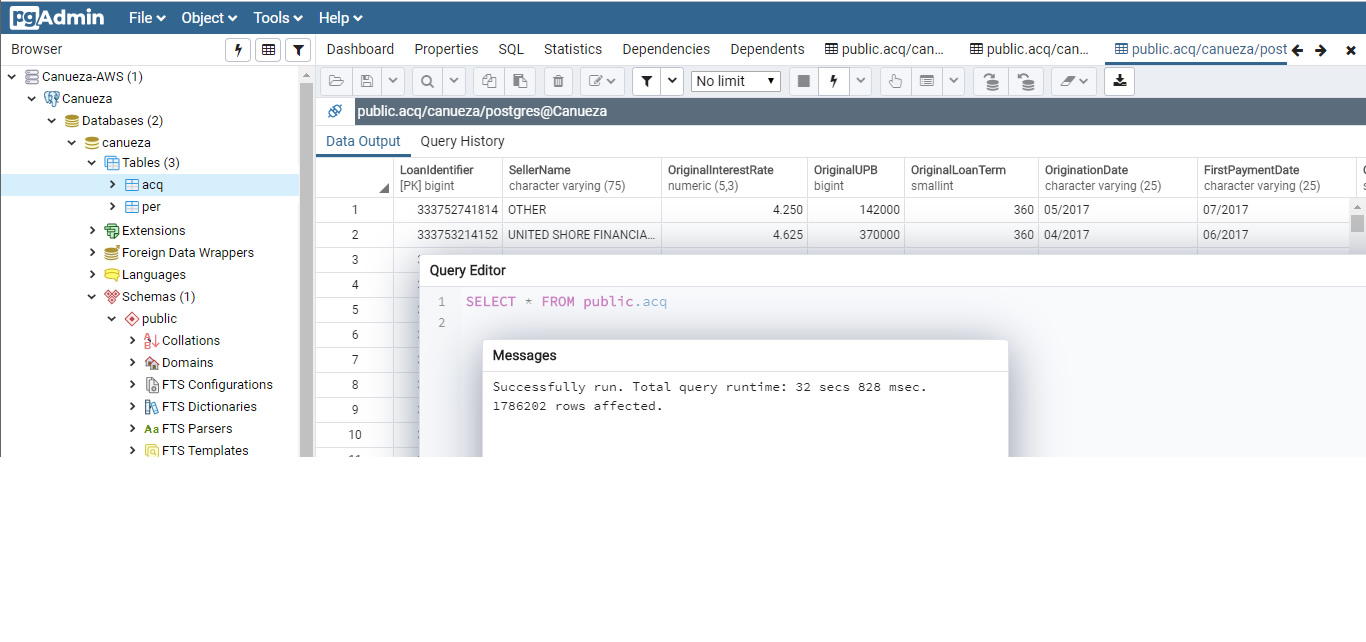 pgAdmin File Object Tools Help
Browser
Dashboard Properties SQL Statistics Dependencies Dependents public.acq/can... public.acq/can... public.acq/canueza/post
No limit
public.acq/canueza/postgres@Canueza
Data Output Query History
Canueza-AWS (1)
Canueza
Databases (2)
canueza
Tables (3)
acq
per
Extensions
Foreign Data Wrappers
Languages
Schemas (1)
public
Collations
Domains
FTS Configurations
FTS Dictionaries
Aa FTS Parsers
FTS Templates
LoanIdentifier SellerName OriginalInterestRate OriginalUPB OriginalLoanTerm OriginationDate FirstPaymentDate
[PK] bigint character varying (75) numeric (5,3) bigint smallint character varying (25) character varying (25)
1 333752741814 OTHER 4.250 142000 360 05/2017 07/2017
2 333753214152 UNITED SHORE FINANCIA... 4.625 370000 360 04/2017 06/2017
3
4
5
6
7
8
9
10
Query Editor
1 SELECT * FROM public.acq
2
Messages
Successfully run. Total query runtime: 32 secs 828 msec.
1786202 rows affected.